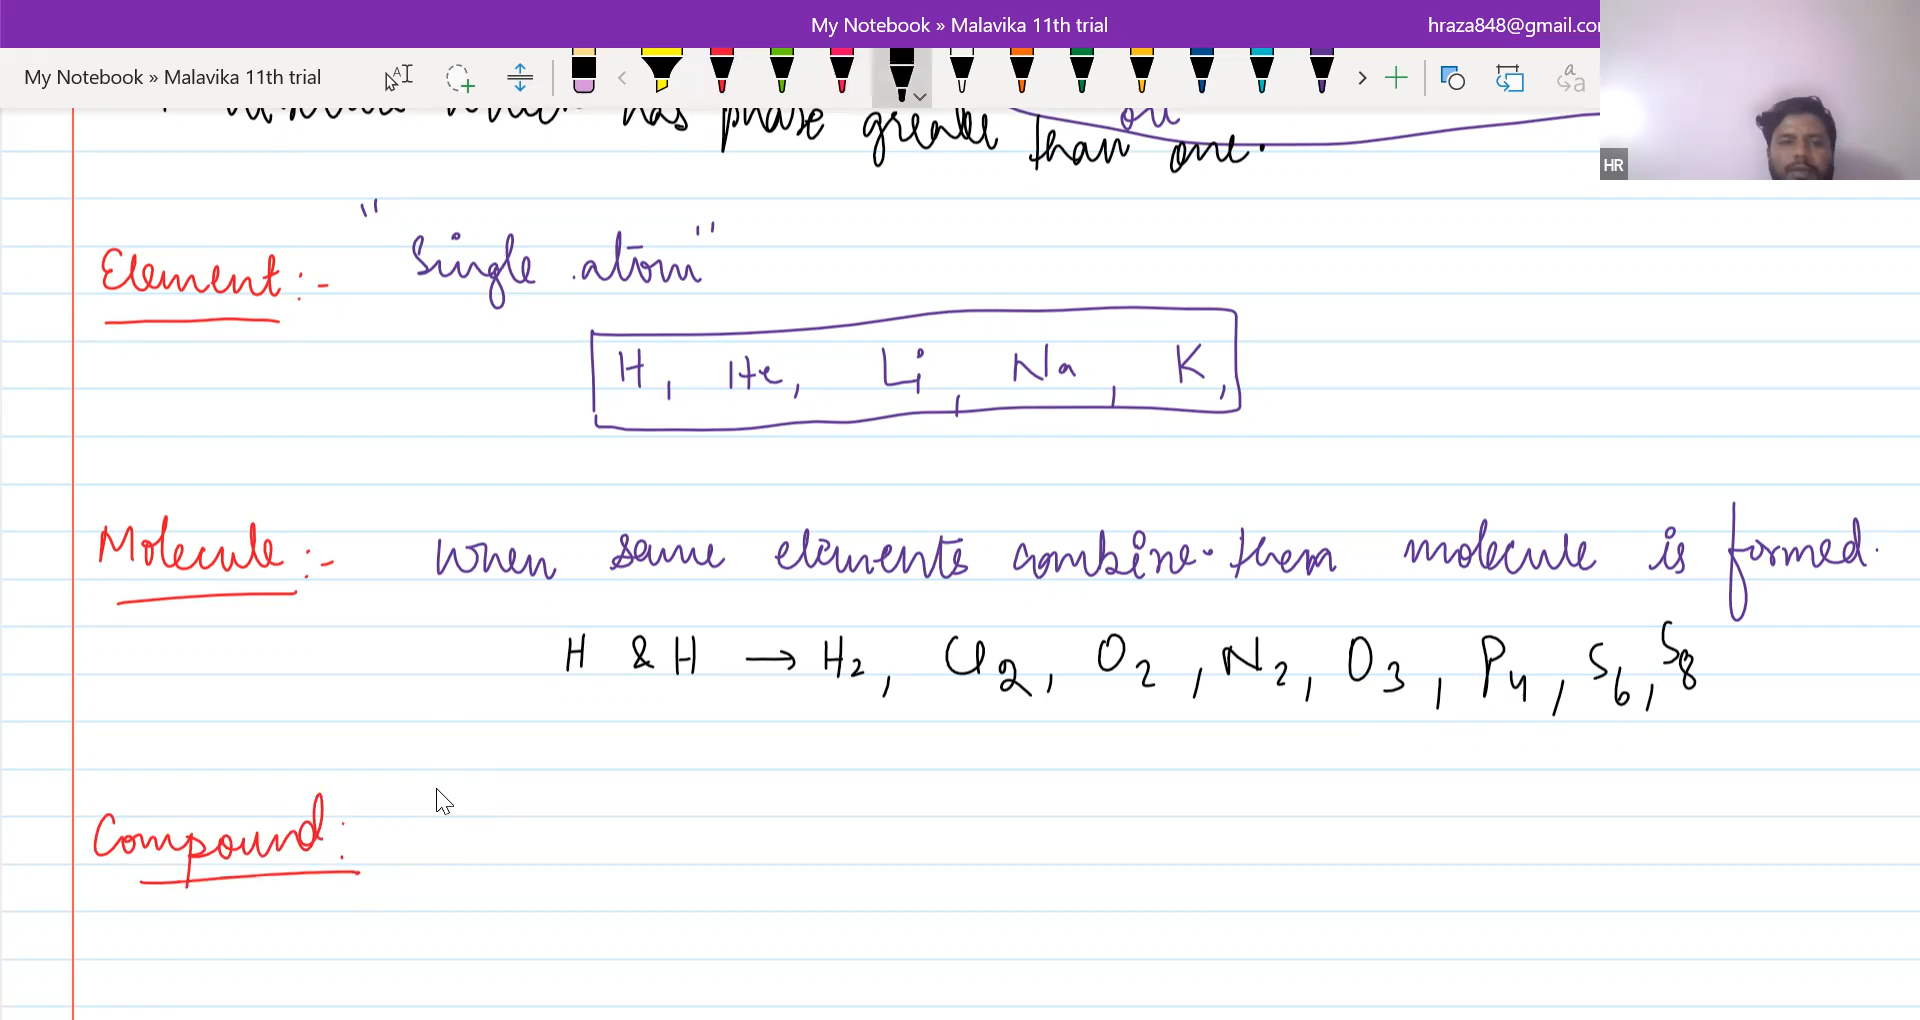 My Notebook » Malavika 11th trial
hraza848@gmail.co
My Notebook » Malavika 11th trial
HR
which has phase greater than one.
Element :- "Single atom"
H, He, Li, Na, K,
Molecule :- When same elements combine them molecule is formed.
H & H → H2, Cl2, O2, N2, O3, P4, S6, S8
Compound :